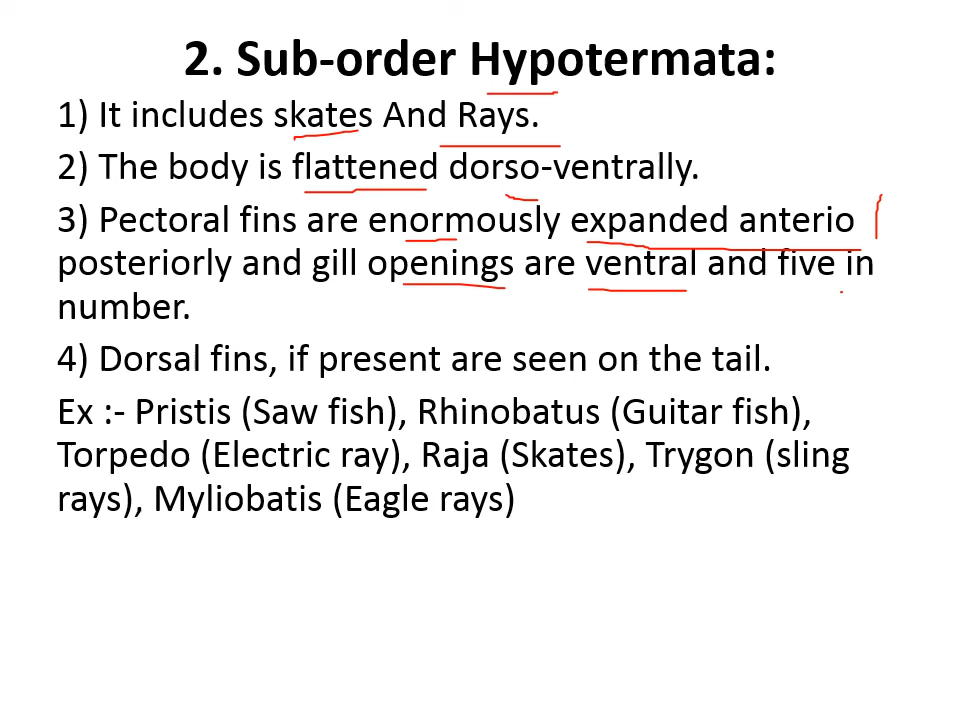 2. Sub-order Hypotermata:
1) It includes skates And Rays.
2) The body is flattened dorso-ventrally.
3) Pectoral fins are enormously expanded anterio
posteriorly and gill openings are ventral and five in
number.
4) Dorsal fins, if present are seen on the tail.
Ex :- Pristis (Saw fish), Rhinobatus (Guitar fish),
Torpedo (Electric ray), Raja (Skates), Trygon (sling
rays), Myliobatis (Eagle rays)